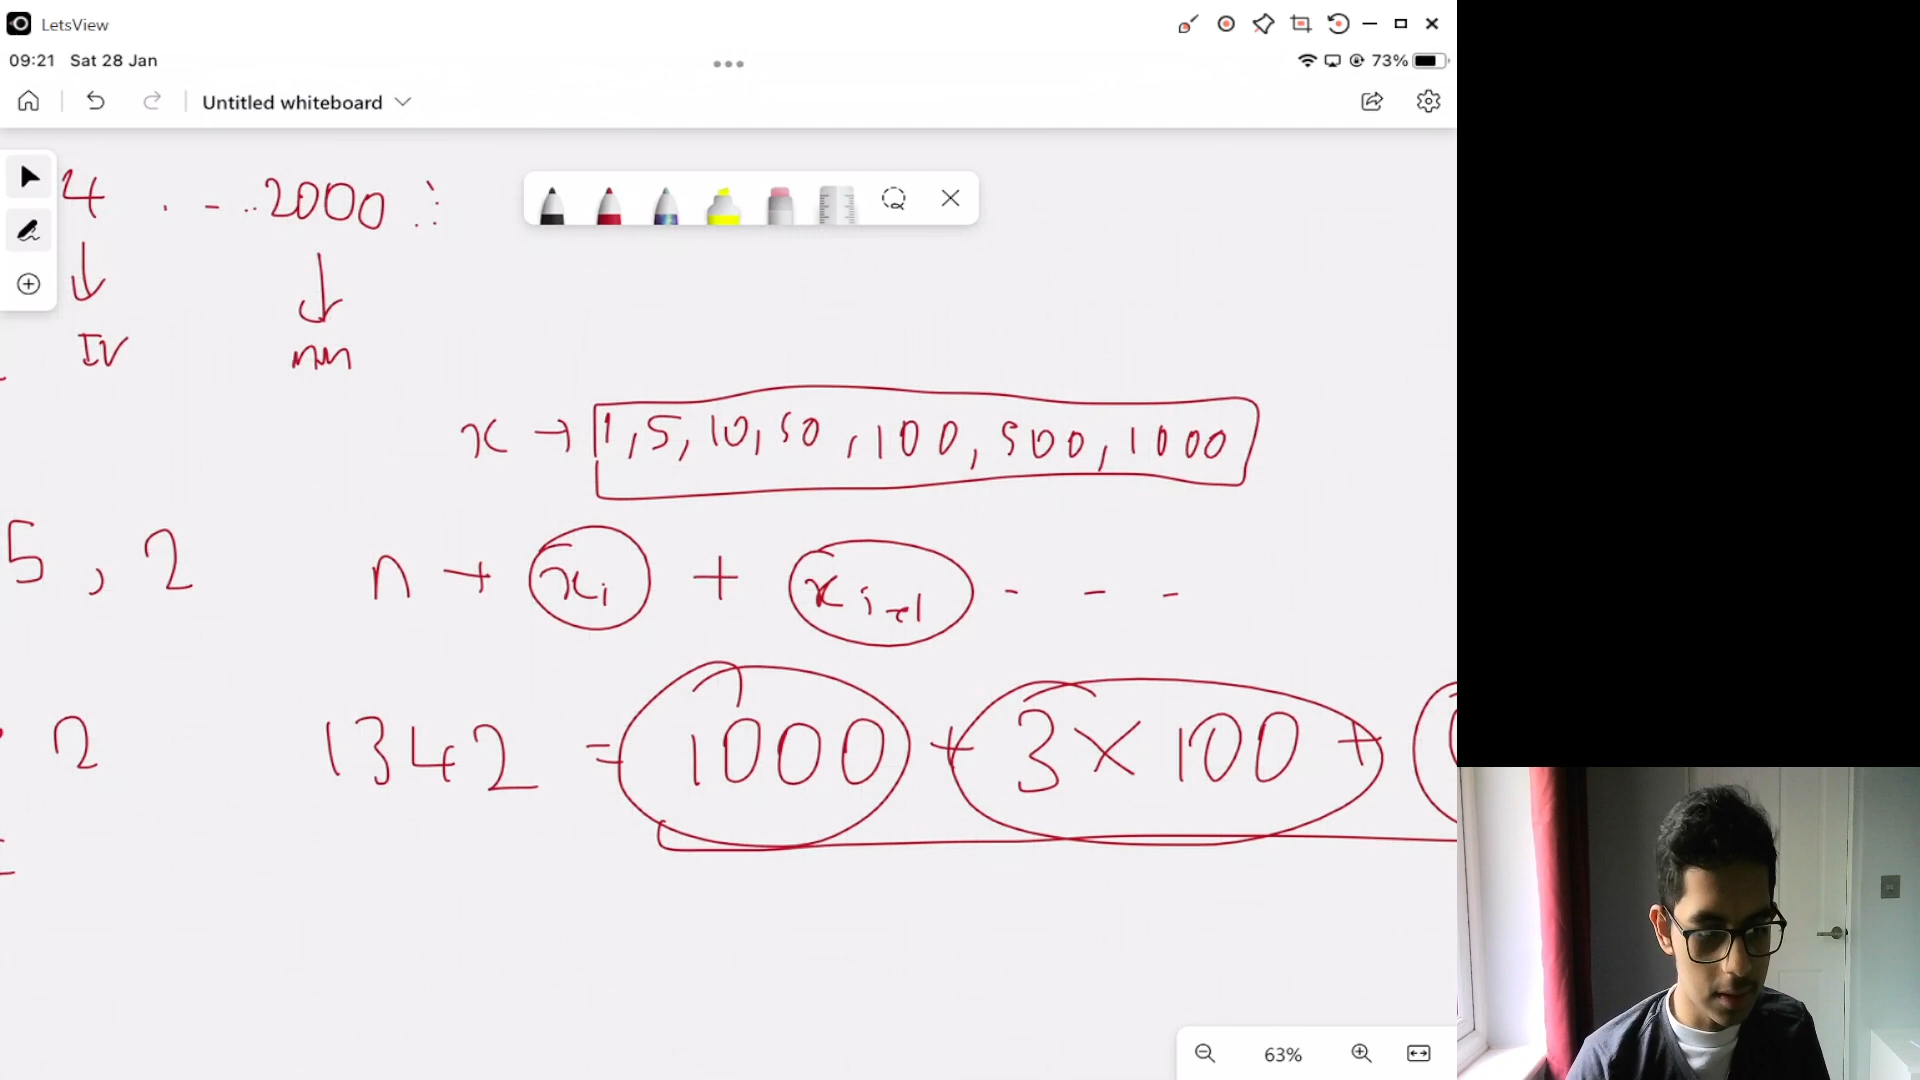 LetsView
09:21 Sat 28 Jan
73%
Untitled whiteboard
4 . - .. 2000
↓ ↓
IV MM
x → 1, 5, 10, 50, 100, 500, 1000
5, 2
n → xi + xi-1 - - -
2
1342 = 1000 + 3 × 100 +
63%